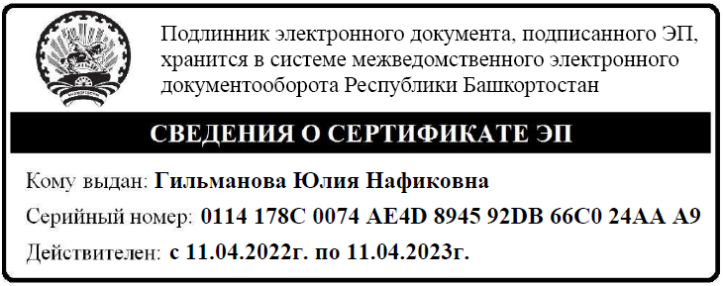 Подлинник электронного документа, подписанного ЭП,
хранится в системе межведомственного электронного
документооборота Республики Башкортостан
СВЕДЕНИЯ О СЕРТИФИКАТЕ ЭП
Кому выдан: Гильманова Юлия Нафиковна
Серийный номер: 0114 178C 0074 AE4D 8945 92DB 66C0 24AA A9
Действителен: с 11.04.2022г. по 11.04.2023г.